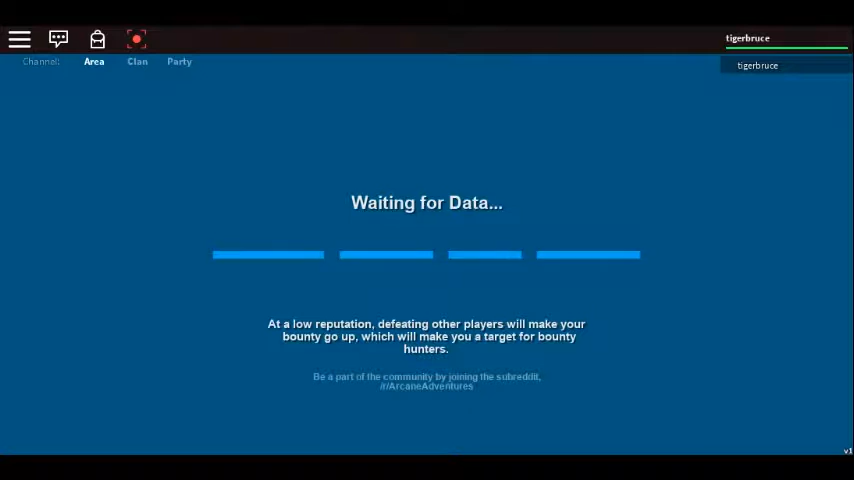 tigerbruce
Channel: Area Clan Party
tigerbruce
Waiting for Data...
At a low reputation, defeating other players will make your
bounty go up, which will make you a target for bounty
hunters.
Be a part of the community by joining the subreddit,
/r/ArcaneAdventures
v1